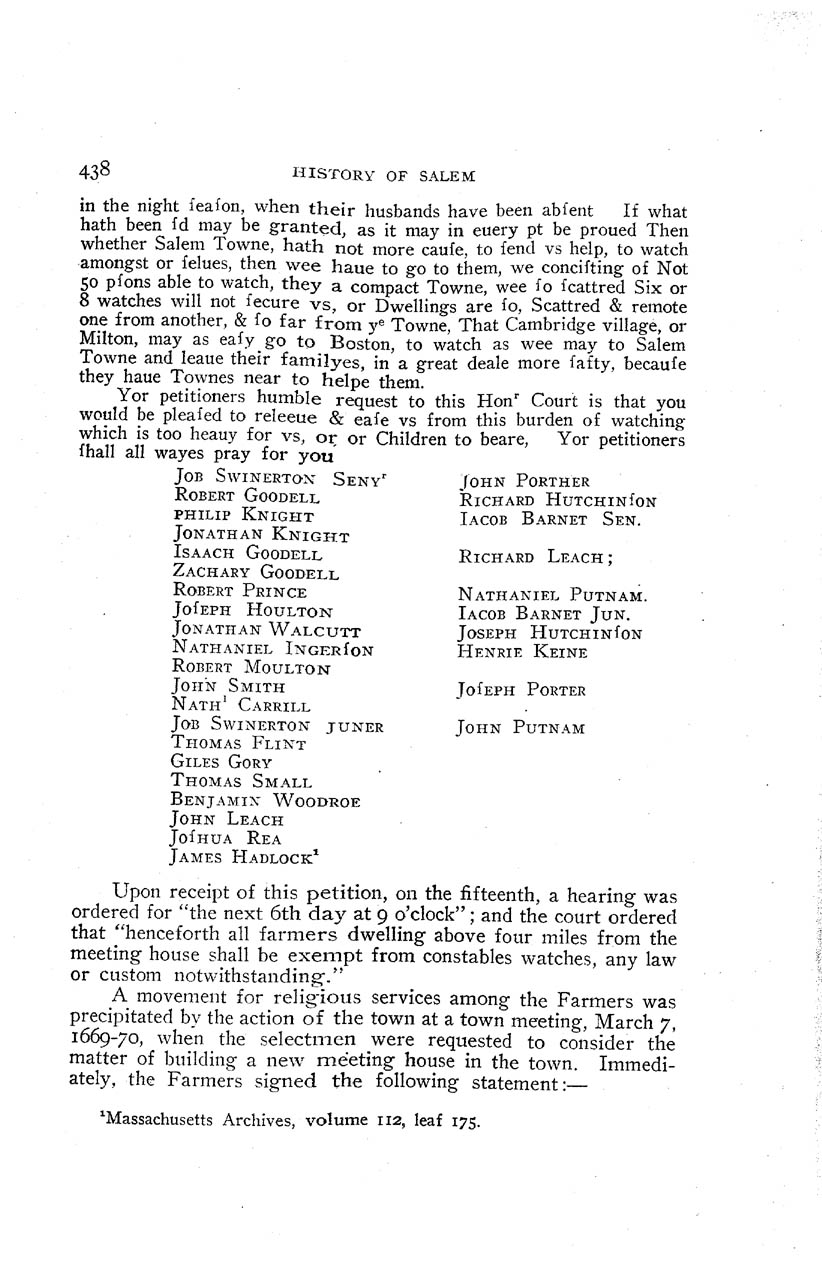 438
HISTORY OF SALEM
in the night ſeaſon, when their husbands have been abſent If what
hath been ſd may be granted, as it may in euery pt be proued Then
whether Salem Towne, hath not more cauſe, to ſend vs help, to watch
amongst or ſelues, then wee haue to go to them, we conciſting of Not
50 pſons able to watch, they a compact Towne, wee ſo ſcattred Six or
8 watches will not ſecure vs, or Dwellings are ſo, Scattred & remote
one from another, & ſo far from yᵉ Towne, That Cambridge village, or
Milton, may as eaſy go to Boston, to watch as wee may to Salem
Towne and leaue their familyes, in a great deale more ſafty, becauſe
they haue Townes near to helpe them.
Yor petitioners humble request to this Honʳ Court is that you
would be pleaſed to releeue & eaſe vs from this burden of watching
which is too heauy for vs, or or Children to beare, Yor petitioners
ſhall all wayes pray for you
JOB SWINERTON SENYʳ
ROBERT GOODELL
PHILIP KNIGHT
JONATHAN KNIGHT
ISAACH GOODELL
ZACHARY GOODELL
ROBERT PRINCE
JOſEPH HOULTON
JONATHAN WALCUTT
NATHANIEL INGERſON
ROBERT MOULTON
JOHN SMITH
NATHˡ CARRILL
JOB SWINERTON JUNER
THOMAS FLINT
GILES GORY
THOMAS SMALL
BENJAMIN WOODROE
JOHN LEACH
JOſHUA REA
JAMES HADLOCK¹
JOHN PORTHER
RICHARD HUTCHINſON
IACOB BARNET SEN.
RICHARD LEACH;
NATHANIEL PUTNAM.
IACOB BARNET JUN.
JOSEPH HUTCHINſON
HENRIE KEINE
JOſEPH PORTER
JOHN PUTNAM
Upon receipt of this petition, on the fifteenth, a hearing was
ordered for "the next 6th day at 9 o'clock"; and the court ordered
that "henceforth all farmers dwelling above four miles from the
meeting house shall be exempt from constables watches, any law
or custom notwithstanding."
A movement for religious services among the Farmers was
precipitated by the action of the town at a town meeting, March 7,
1669-70, when the selectmen were requested to consider the
matter of building a new meeting house in the town. Immedi-
ately, the Farmers signed the following statement:—
¹Massachusetts Archives, volume 112, leaf 175.